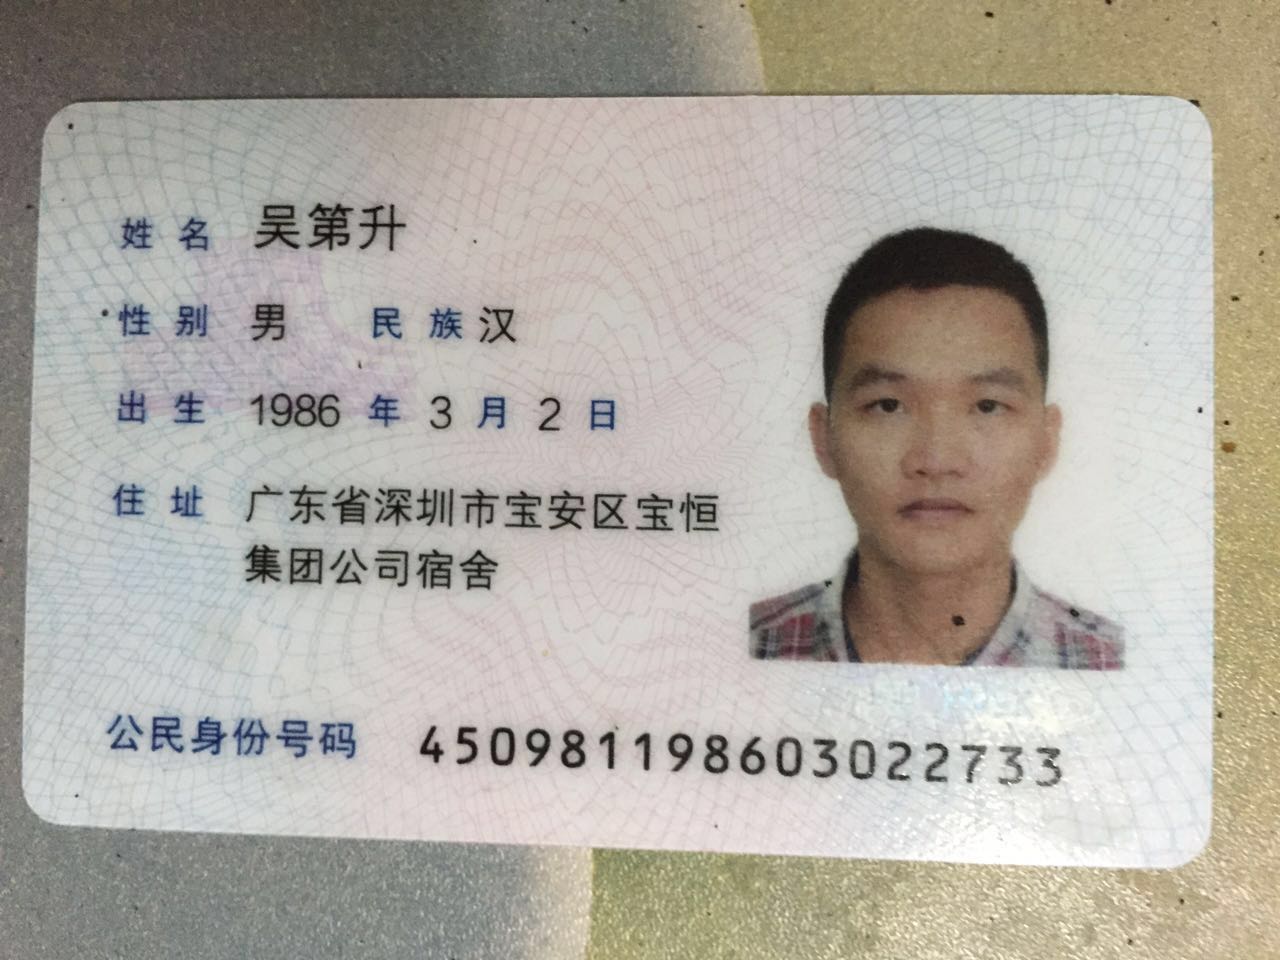 姓名 吴第升
性别 男 民族 汉
出生 1986 年 3 月 2 日
住址 广东省深圳市宝安区宝恒
集团公司宿舍
公民身份号码 450981198603022733